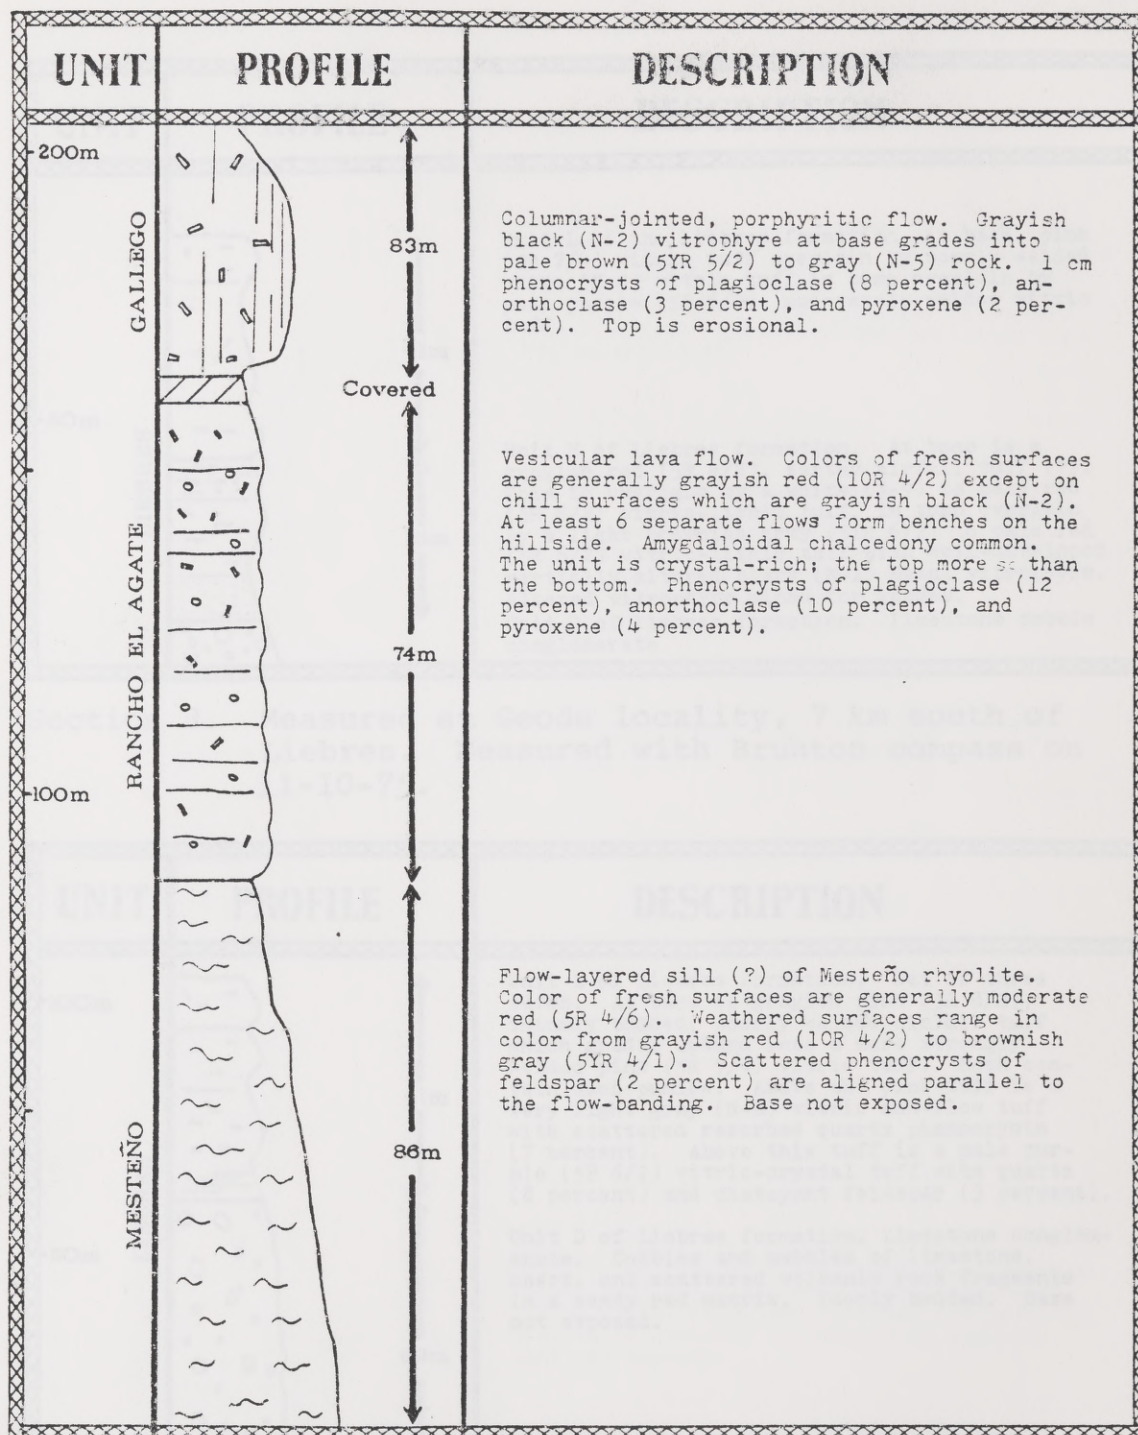 UNIT PROFILE DESCRIPTION
200m
GALLEGO
83m
Columnar-jointed, porphyritic flow. Grayish
black (N-2) vitrophyre at base grades into
pale brown (5YR 5/2) to gray (N-5) rock. 1 cm
phenocrysts of plagioclase (8 percent), an-
orthoclase (3 percent), and pyroxene (2 per-
cent). Top is erosional.
Covered
RANCHO EL AGATE
74m
Vesicular lava flow. Colors of fresh surfaces
are generally grayish red (10R 4/2) except on
chill surfaces which are grayish black (N-2).
At least 6 separate flows form benches on the
hillside. Amygdaloidal chalcedony common.
The unit is crystal-rich; the top more so than
the bottom. Phenocrysts of plagioclase (12
percent), anorthoclase (10 percent), and
pyroxene (4 percent).
100m
MESTEÑO
86m
Flow-layered sill (?) of Mesteño rhyolite.
Color of fresh surfaces are generally moderate
red (5R 4/6). Weathered surfaces range in
color from grayish red (10R 4/2) to brownish
gray (5YR 4/1). Scattered phenocrysts of
feldspar (2 percent) are aligned parallel to
the flow-banding. Base not exposed.